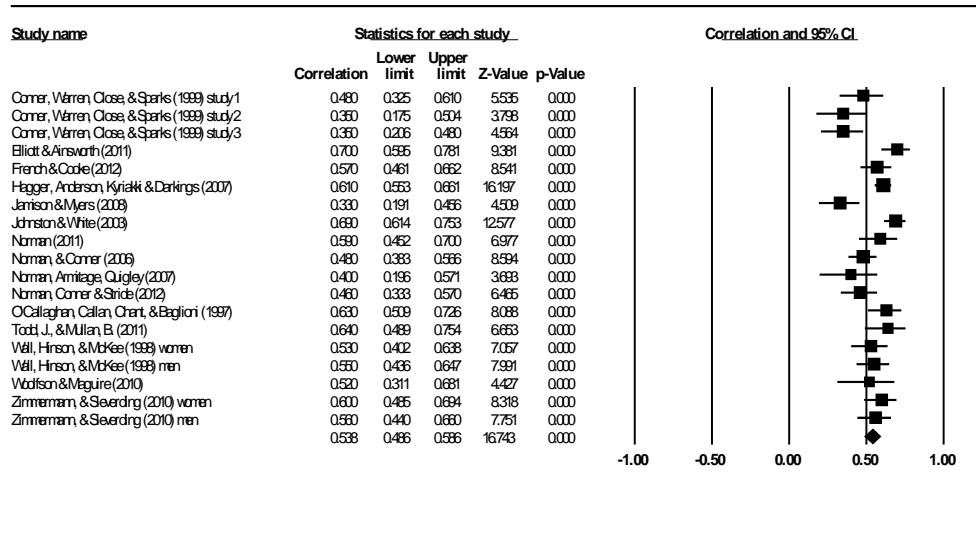 Study name Statistics for each study Correlation and 95% CI
Lower Upper
Correlation limit limit Z-Value p-Value
Conner, Warren, Close, & Sparks (1999) study1 0.480 0.325 0.610 5.535 0.000
Conner, Warren, Close, & Sparks (1999) study2 0.350 0.175 0.504 3.798 0.000
Conner, Warren, Close, & Sparks (1999) study3 0.350 0.206 0.480 4.564 0.000
Elliott & Ainsworth (2011) 0.700 0.595 0.781 9.381 0.000
French & Cooke (2012) 0.570 0.461 0.662 8.541 0.000
Hagger, Anderson, Kyriakki & Darkings (2007) 0.610 0.553 0.661 16.197 0.000
Jamison & Myers (2008) 0.330 0.191 0.456 4.509 0.000
Johnston & White (2003) 0.690 0.614 0.753 12.577 0.000
Norman (2011) 0.590 0.452 0.700 6.977 0.000
Norman, & Conner (2006) 0.480 0.383 0.566 8.594 0.000
Norman, Armitage, Quigley (2007) 0.400 0.196 0.571 3.693 0.000
Norman, Conner & Stride (2012) 0.460 0.333 0.570 6.465 0.000
O'Callaghan, Callan, Chant, & Baglioni (1997) 0.630 0.509 0.726 8.088 0.000
Todd, J., & Mullan, B. (2011) 0.640 0.489 0.754 6.653 0.000
Wall, Hinson, & McKee (1998) women 0.530 0.402 0.638 7.057 0.000
Wall, Hinson, & McKee (1998) men 0.550 0.436 0.647 7.991 0.000
Woolfson & Maguire (2010) 0.520 0.311 0.681 4.427 0.000
Zimmermann, & Sieverding (2010) women 0.600 0.485 0.694 8.318 0.000
Zimmermann, & Sieverding (2010) men 0.560 0.440 0.660 7.751 0.000
0.538 0.486 0.586 16.743 0.000
-1.00 -0.50 0.00 0.50 1.00